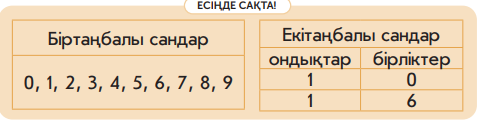 ЕСІҢДЕ САҚТА!
Біртаңбалы сандар
0, 1, 2, 3, 4, 5, 6, 7, 8, 9
Екітаңбалы сандар
ондықтар бірліктер
1 0
1 6